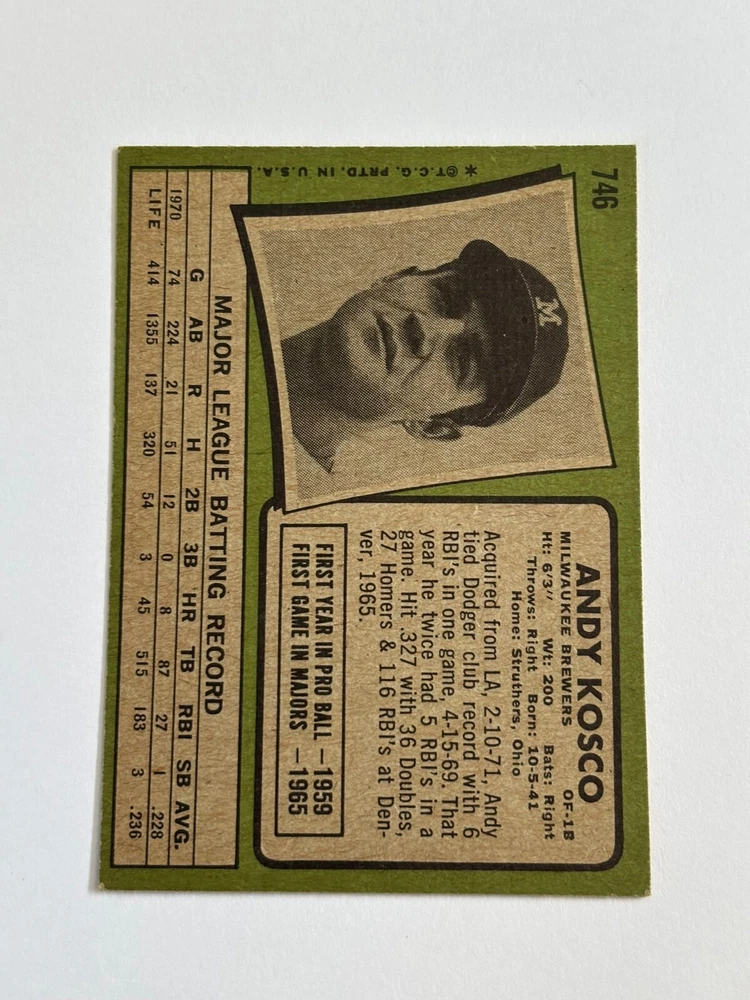 746
ANDY KOSCO
MILWAUKEE BREWERS OF-1B
Ht: 6'3" Wt: 200 Bats: Right
Throws: Right Born: 10-5-41
Home: Struthers, Ohio
Acquired from LA, 2-10-71, Andy
tied Dodger club record with 6
RBI's in one game, 4-15-69. That
year he twice had 5 RBI's in a
game. Hit .327 with 36 Doubles,
27 Homers & 116 RBI's at Den-
ver, 1965.
FIRST YEAR IN PRO BALL —1959
FIRST GAME IN MAJORS —1965
M
* © T.C.G. PRTD. IN U.S.A.
MAJOR LEAGUE BATTING RECORD
G AB R H 2B 3B HR TB RBI SB AVG.
1970 74 224 21 51 12 0 8 87 27 1 .228
LIFE 414 1355 137 320 54 3 45 515 183 3 .236